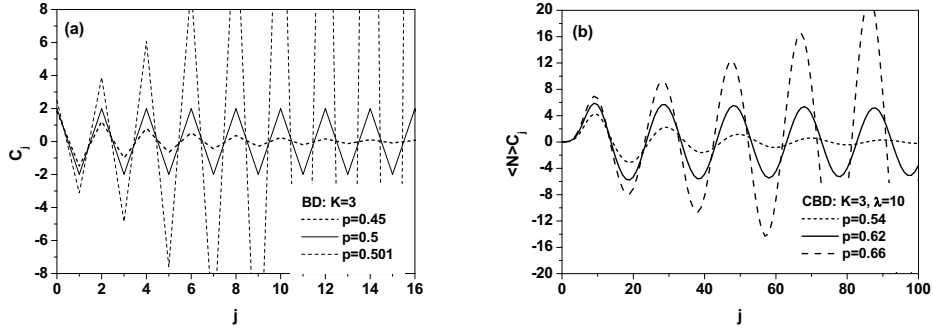 (a)
8
6
4
2
0
-2
-4
-6
-8
C_j
0 2 4 6 8 10 12 14 16
j
BD: K=3
p=0.45
p=0.5
p=0.501
(b)
20
16
12
8
4
0
-4
-8
-12
-16
-20
<N>C_j
0 20 40 60 80 100
j
CBD: K=3, λ=10
p=0.54
p=0.62
p=0.66